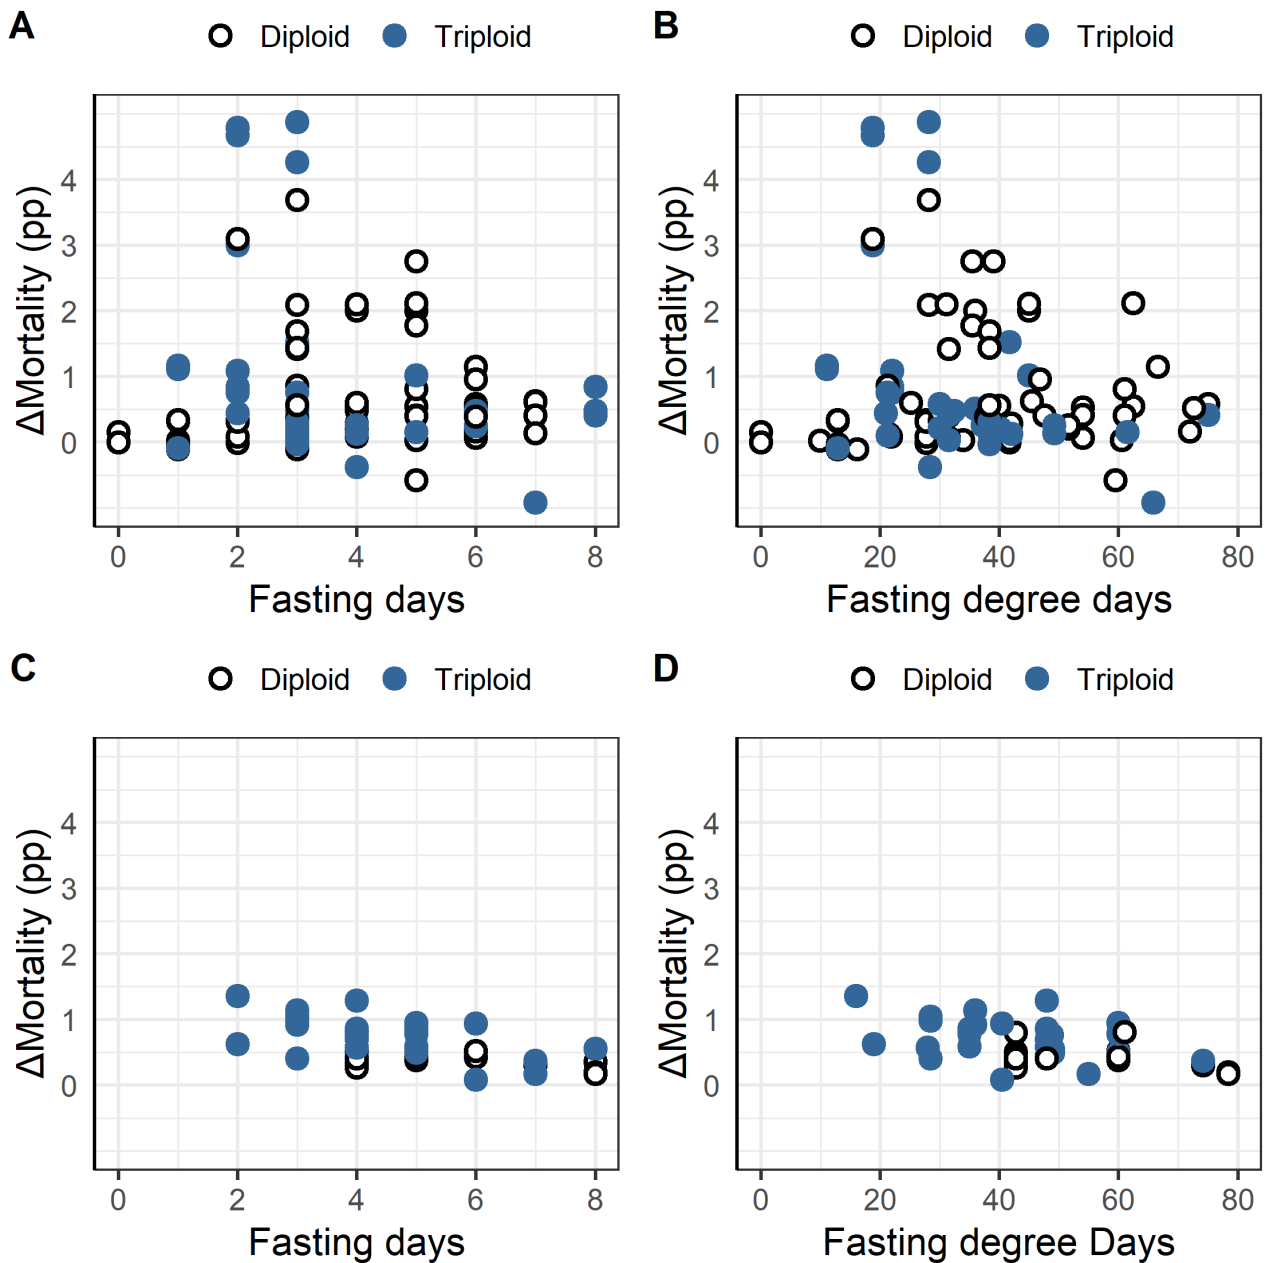 A
Diploid Triploid
ΔMortality (pp)
4
3
2
1
0
0 2 4 6 8
Fasting days
B
Diploid Triploid
ΔMortality (pp)
4
3
2
1
0
0 20 40 60 80
Fasting degree days
C
Diploid Triploid
ΔMortality (pp)
4
3
2
1
0
0 2 4 6 8
Fasting days
D
Diploid Triploid
ΔMortality (pp)
4
3
2
1
0
0 20 40 60 80
Fasting degree Days